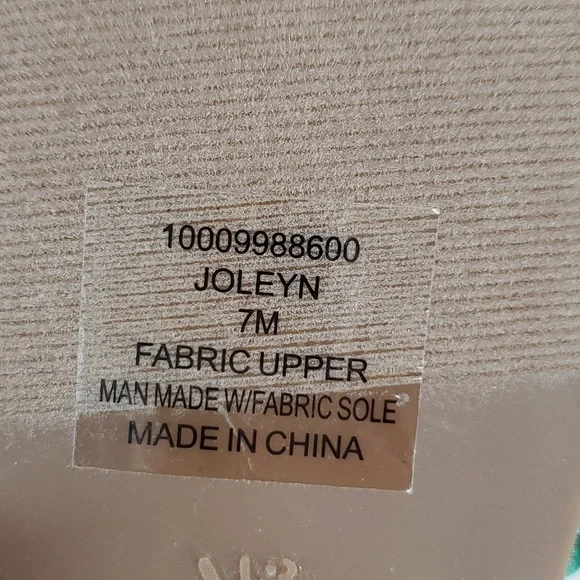 10009988600
JOLEYN
7M
FABRIC UPPER
MAN MADE W/FABRIC SOLE
MADE IN CHINA